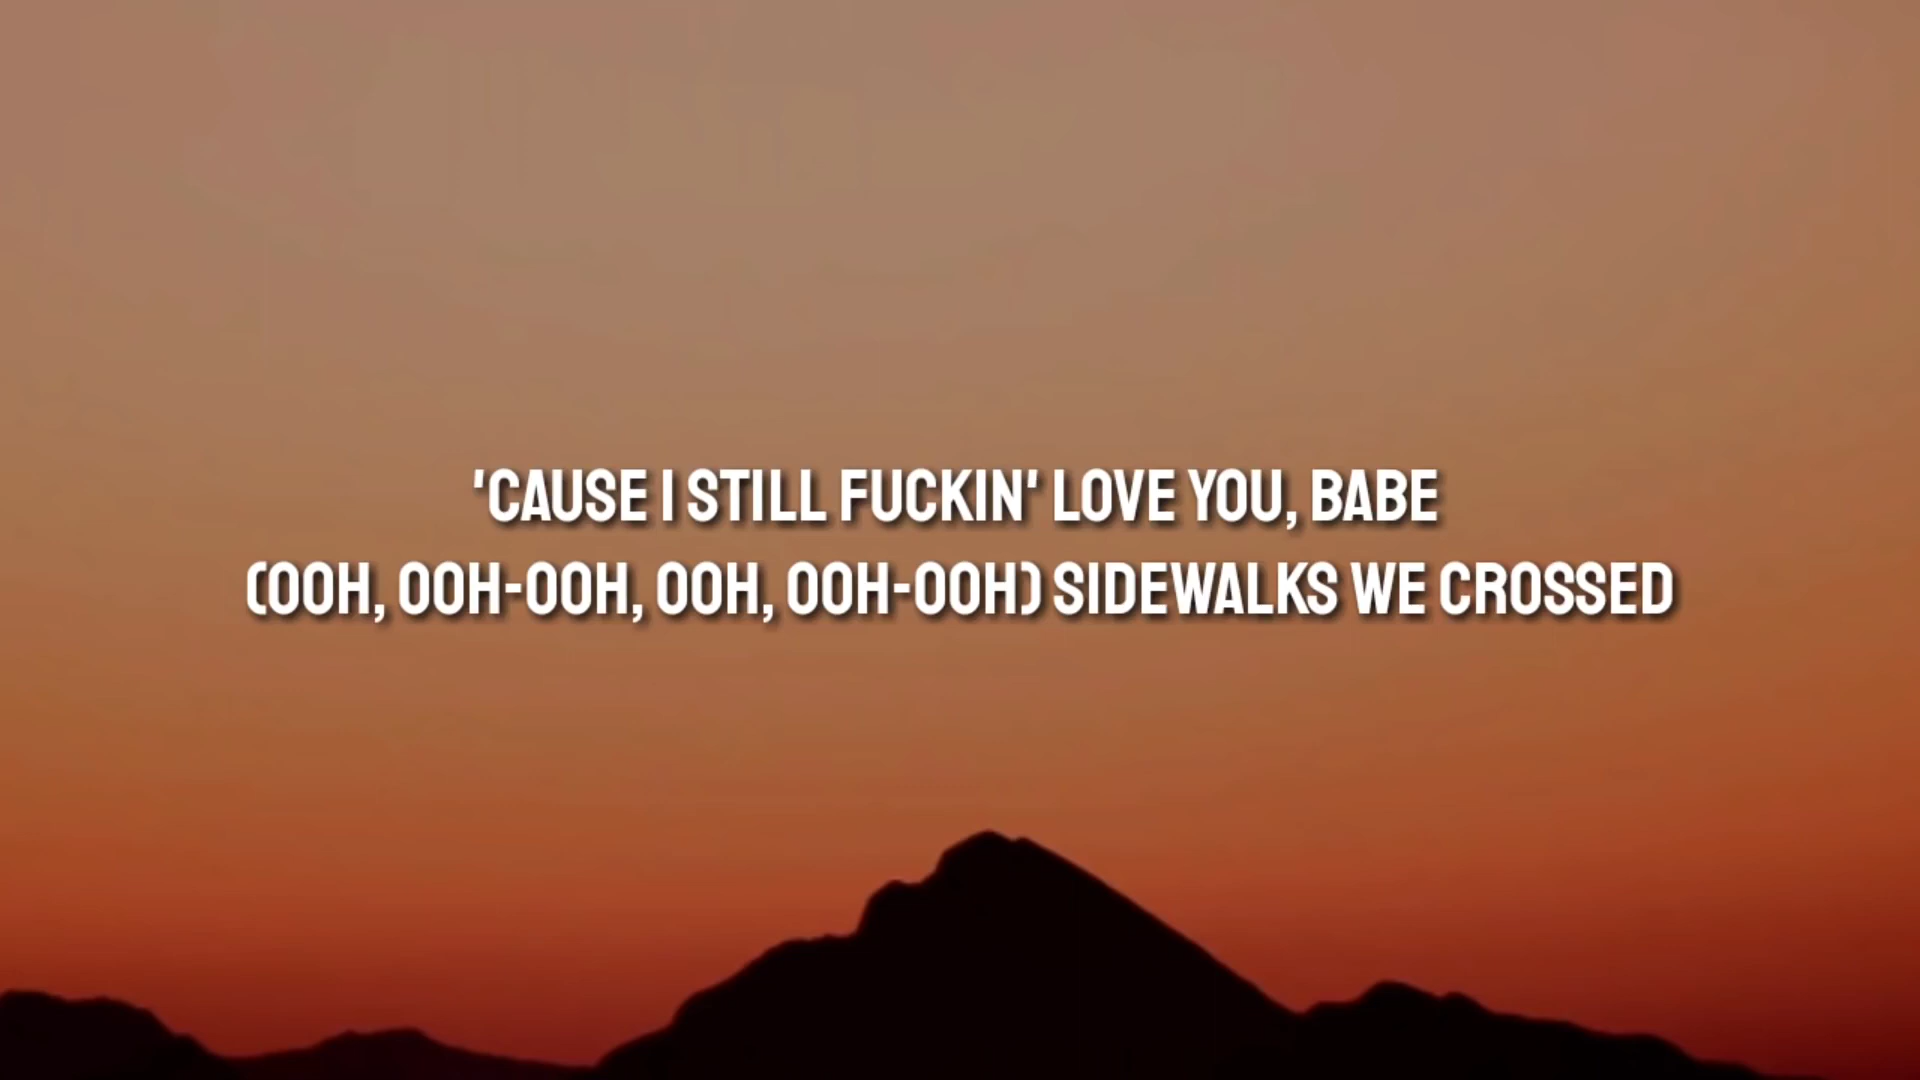 'CAUSE I STILL FUCKIN' LOVE YOU, BABE
(OOH, OOH-OOH, OOH, OOH-OOH) SIDEWALKS WE CROSSED